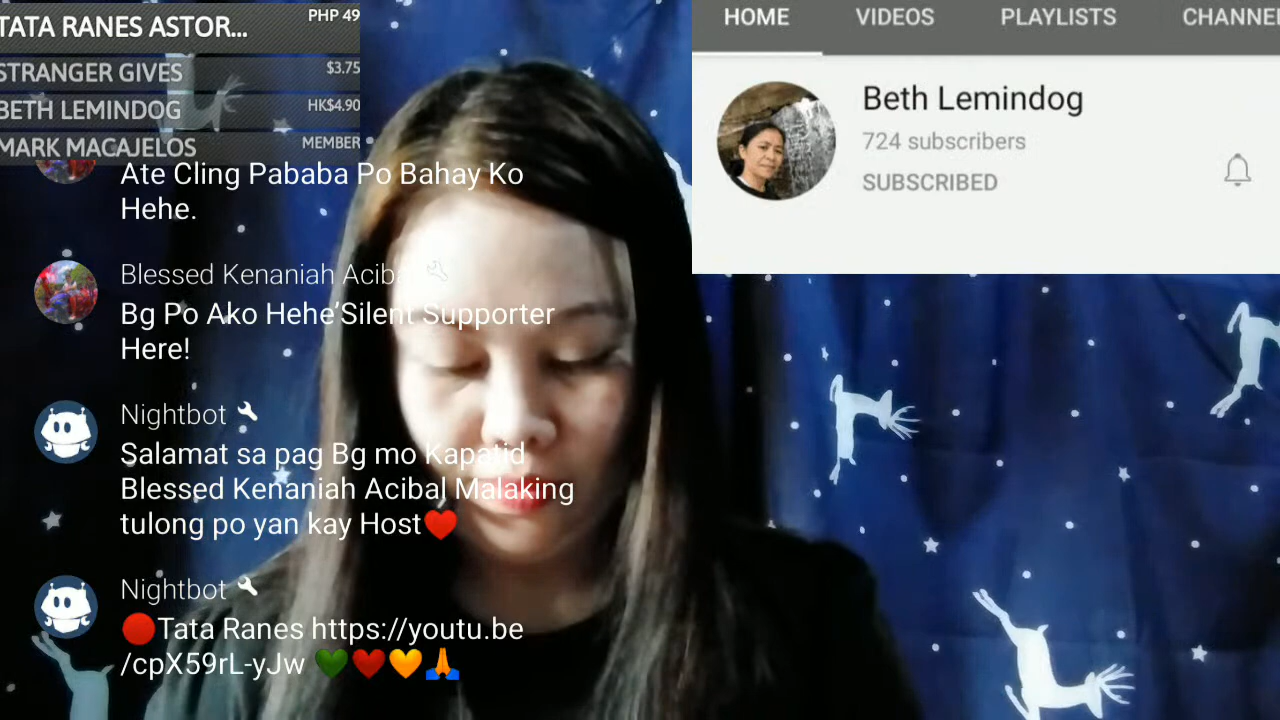 TATA RANES ASTOR...
PHP 49
STRANGER GIVES
$3.75
BETH LEMINDOG
HK$4.90
MARK MACAJELOS
MEMBER
Ate Cling Pababa Po Bahay Ko
Hehe.
Blessed Kenaniah Acibal
Bg Po Ako Hehe'Silent Supporter
Here!
Nightbot
Salamat sa pag Bg mo Kapatid
Blessed Kenaniah Acibal Malaking
tulong po yan kay Host❤️
Nightbot
🔴Tata Ranes https://youtu.be
/cpX59rL-yJw 💚❤️🧡🙏
HOME VIDEOS PLAYLISTS CHANNE
Beth Lemindog
724 subscribers
SUBSCRIBED